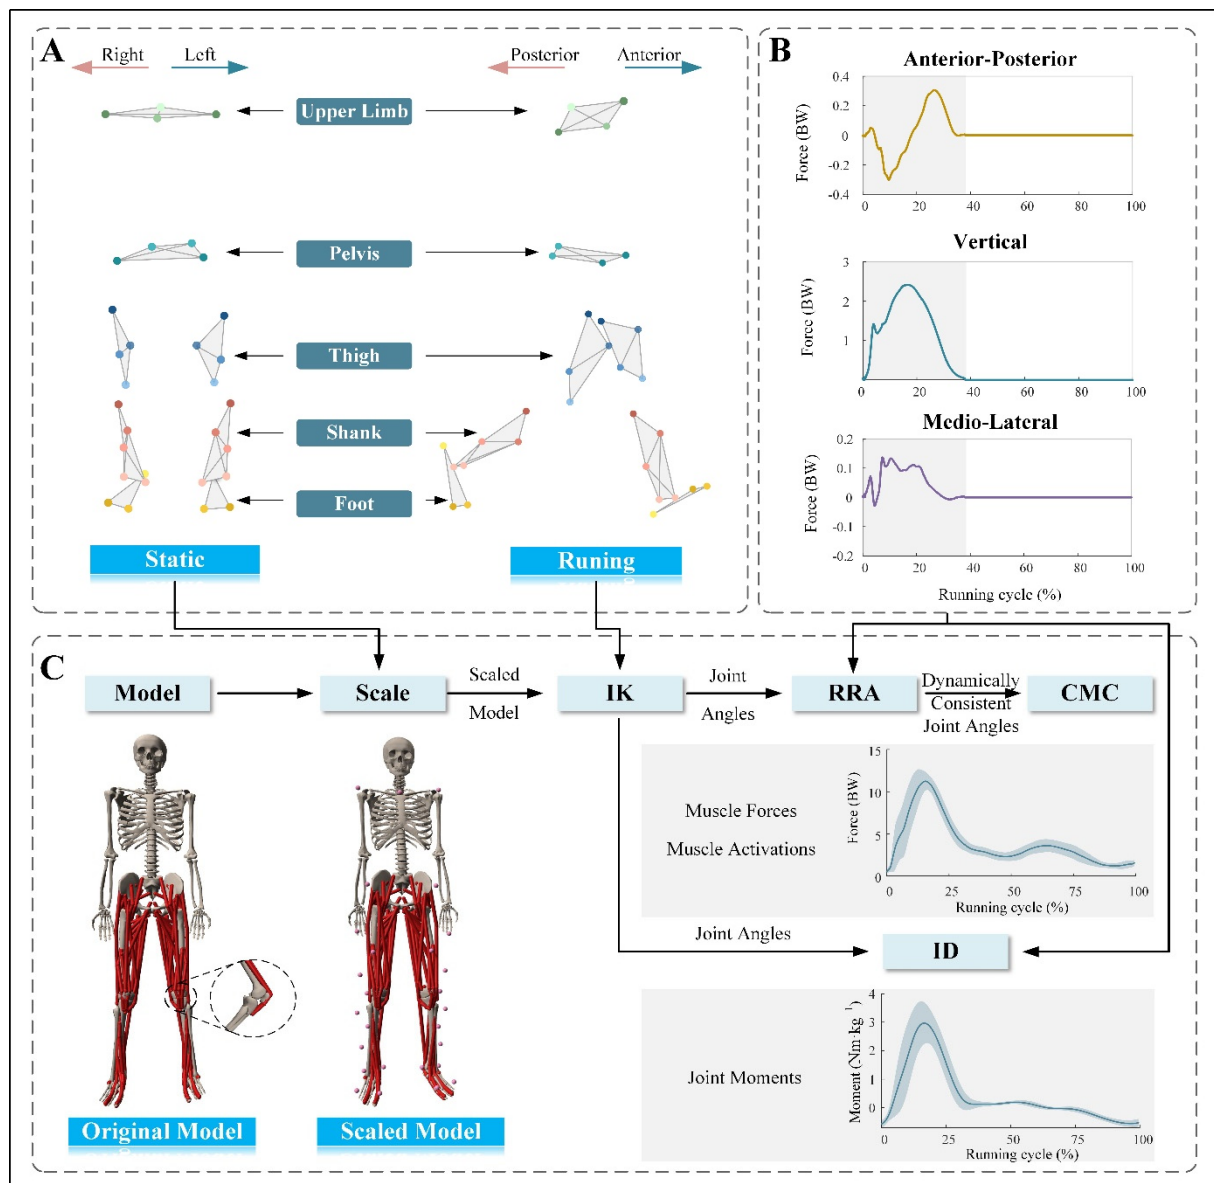 A
Right
Left
Posterior
Anterior
Upper Limb
Pelvis
Thigh
Shank
Foot
Static
Runing
B
Anterior-Posterior
Force (BW)
0.4
0.2
0
-0.2
-0.4
0
20
40
60
80
100
Vertical
Force (BW)
3
2
1
0
20
40
60
80
100
Medio-Lateral
Force (BW)
0.2
0.1
0
-0.1
-0.2
0
20
40
60
80
100
Running cycle (%)
C
Model
Scale
Scaled
Model
IK
Joint
Angles
RRA
Dynamically
Consistent
Joint Angles
CMC
Muscle Forces
Muscle Activations
Force (BW)
15
10
5
0
0
25
50
75
100
Running cycle (%)
Joint Angles
ID
Joint Moments
Moment (Nm·kg⁻¹)
4
3
2
1
0
0
25
50
75
100
Running cycle (%)
Original Model
Scaled Model